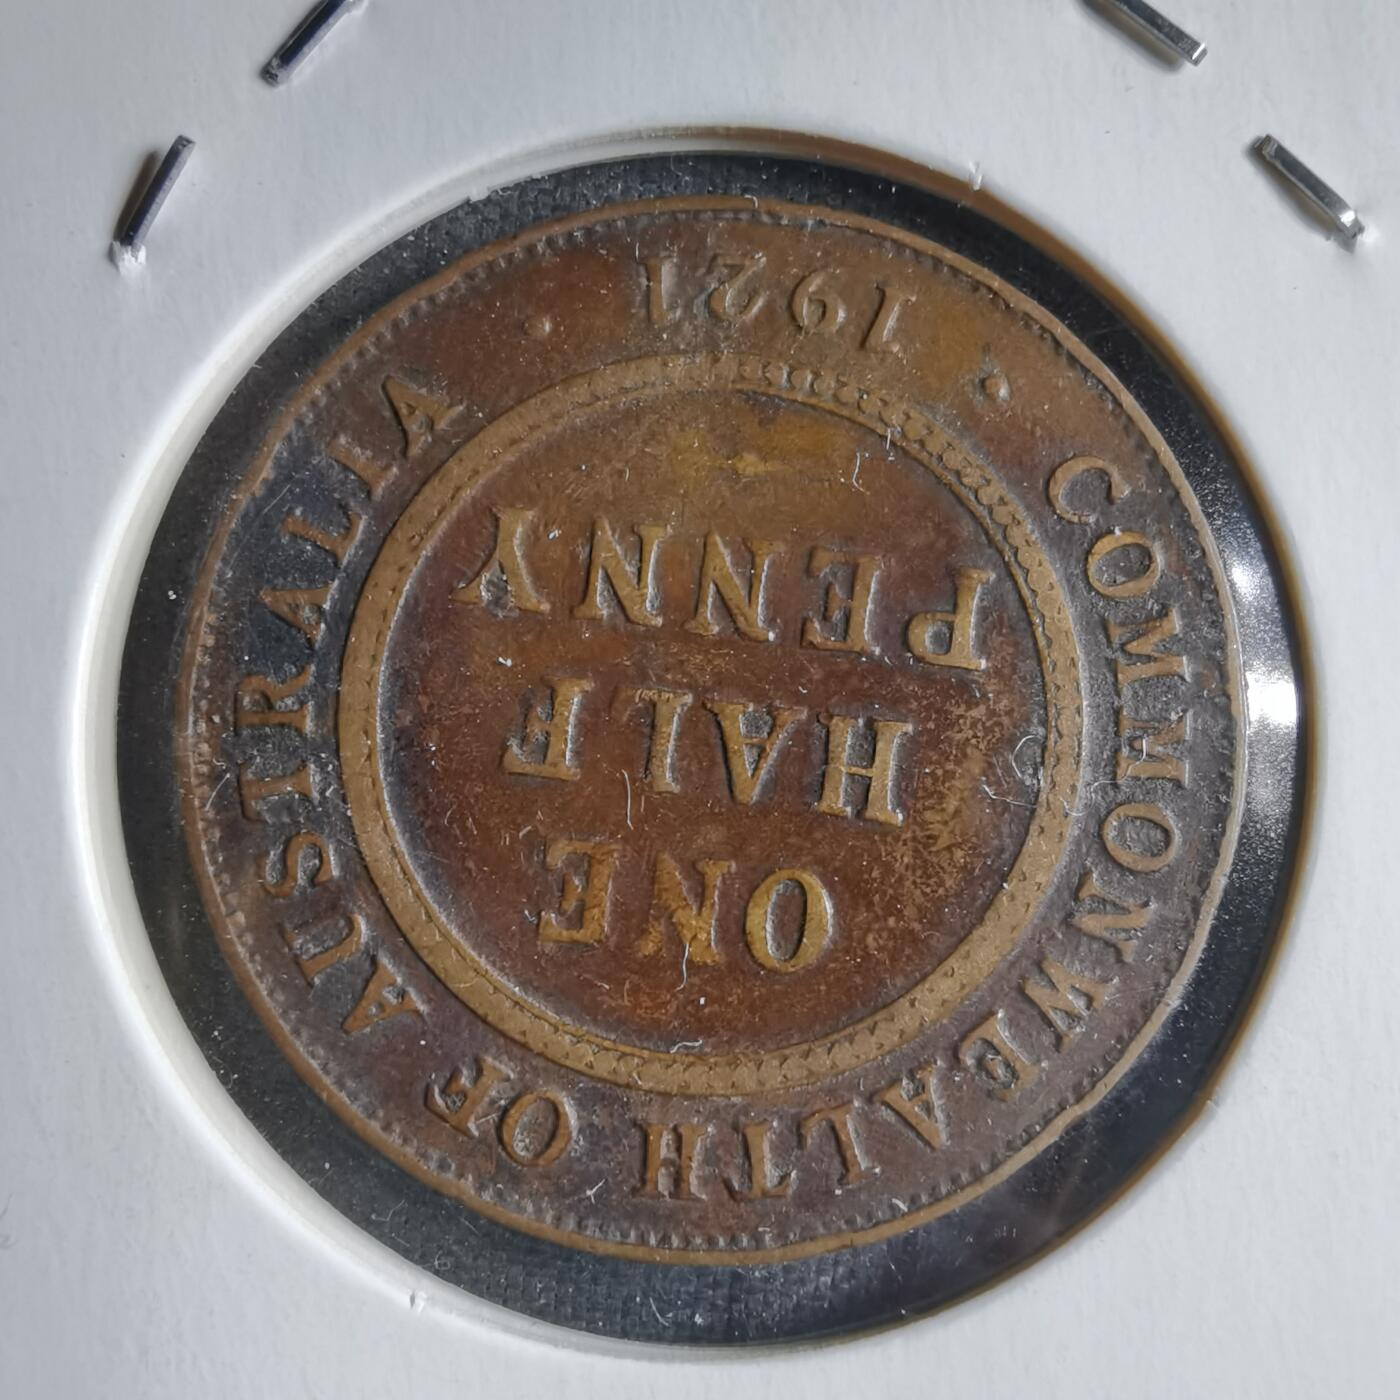 COMMONWEALTH OF AUSTRALIA
ONE
HALF
PENNY
1921